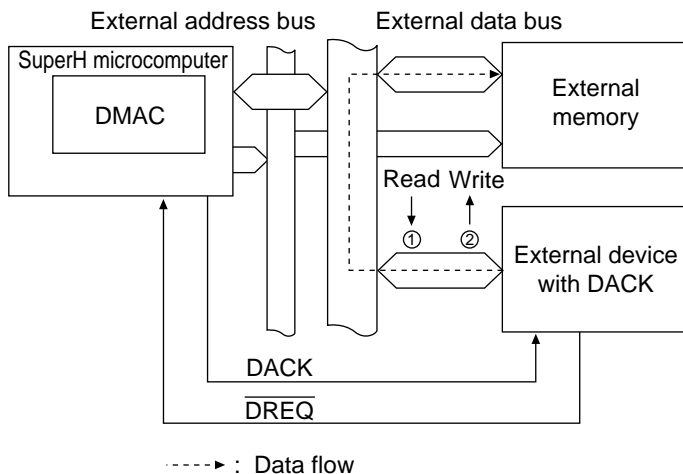 External address bus
External data bus
SuperH microcomputer
DMAC
External
memory
Read Write
① ②
External device
with DACK
DACK
DREQ
: Data flow